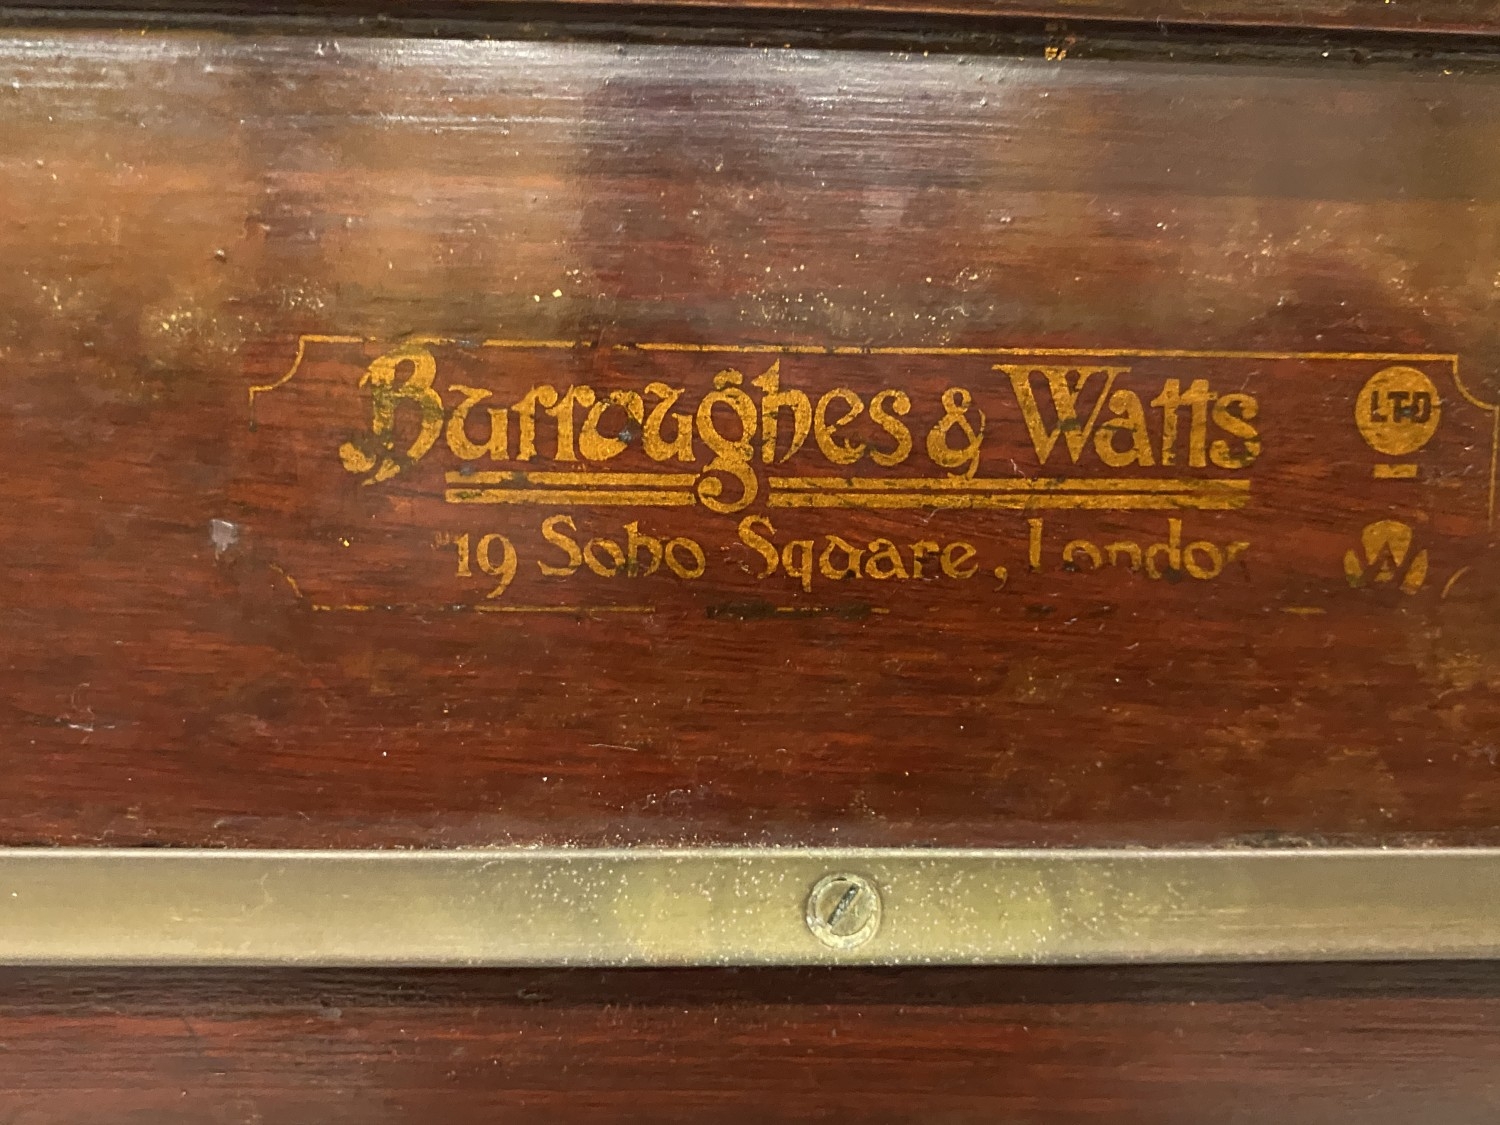 Burroughes & Watts LTD
19 Soho Square, London